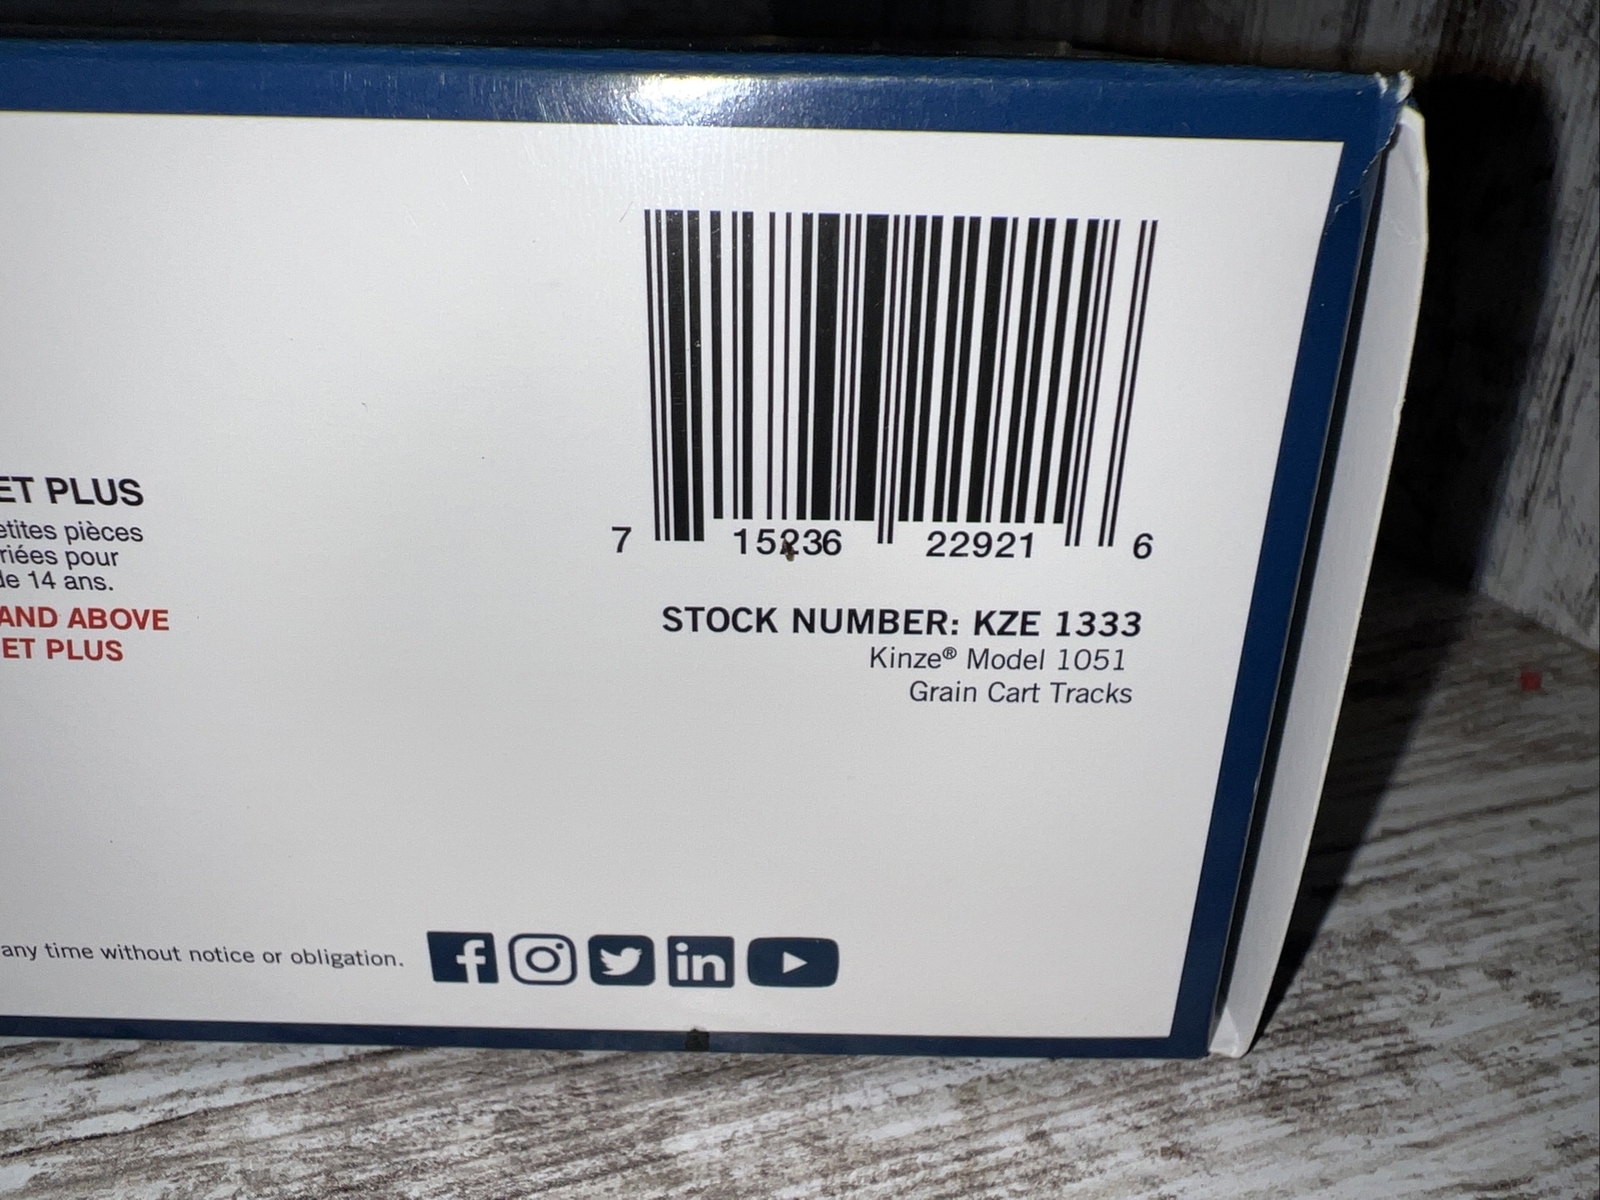 7 15236 22921 6
STOCK NUMBER: KZE 1333
Kinze® Model 1051
Grain Cart Tracks
ET PLUS
etites pièces
riées pour
de 14 ans.
AND ABOVE
ET PLUS
any time without notice or obligation.
f
in